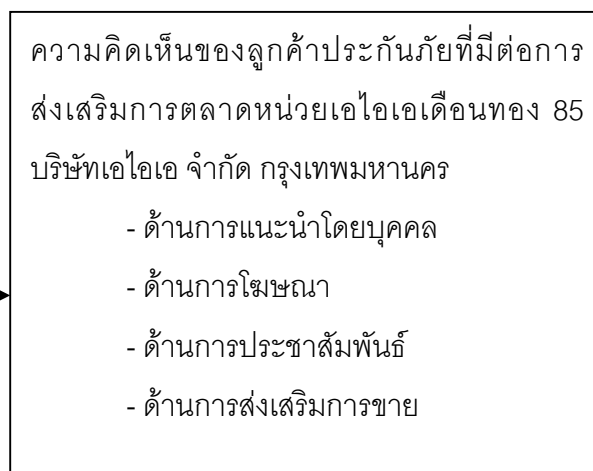 ความคิดเห็นของลูกค้าประกันภัยที่มีต่อการ
ส่งเสริมการตลาดหน่วยเอไอเอเดือนทอง 85
บริษัทเอไอเอ จำกัด กรุงเทพมหานคร
- ด้านการแนะนำโดยบุคคล
- ด้านการโฆษณา
- ด้านการประชาสัมพันธ์
- ด้านการส่งเสริมการขาย